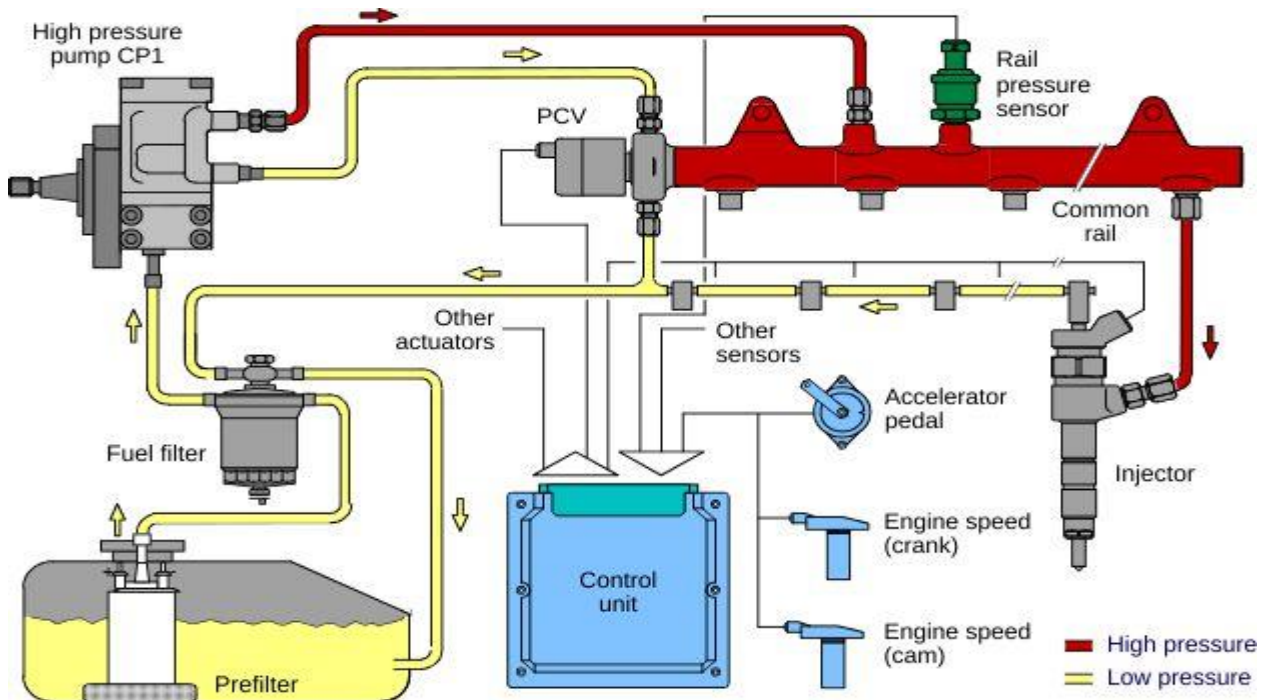 High pressure
pump CP1
PCV
Rail
pressure
sensor
Common
rail
Other
actuators
Other
sensors
Accelerator
pedal
Fuel filter
Injector
Engine speed
(crank)
Control
unit
Engine speed
(cam)
Prefilter
High pressure
Low pressure